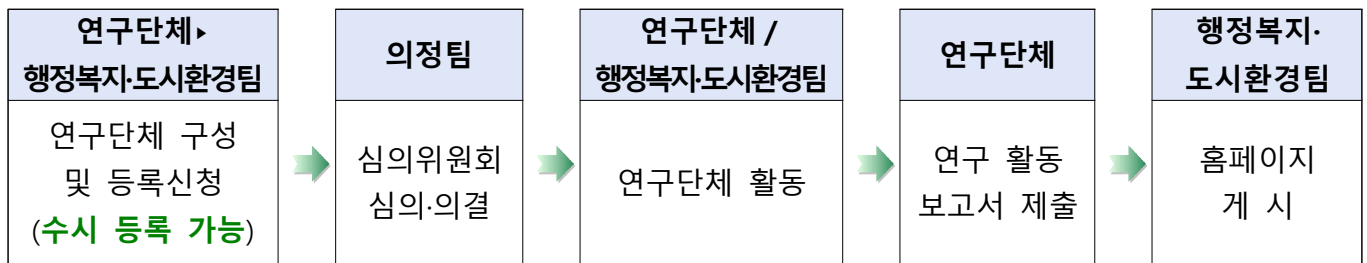 연구단체▸
행정복지·도시환경팀
연구단체 구성
및 등록신청
(수시 등록 가능)
의정팀
심의위원회
심의·의결
연구단체 /
행정복지·도시환경팀
연구단체 활동
연구단체
연구 활동
보고서 제출
행정복지·
도시환경팀
홈페이지
게 시